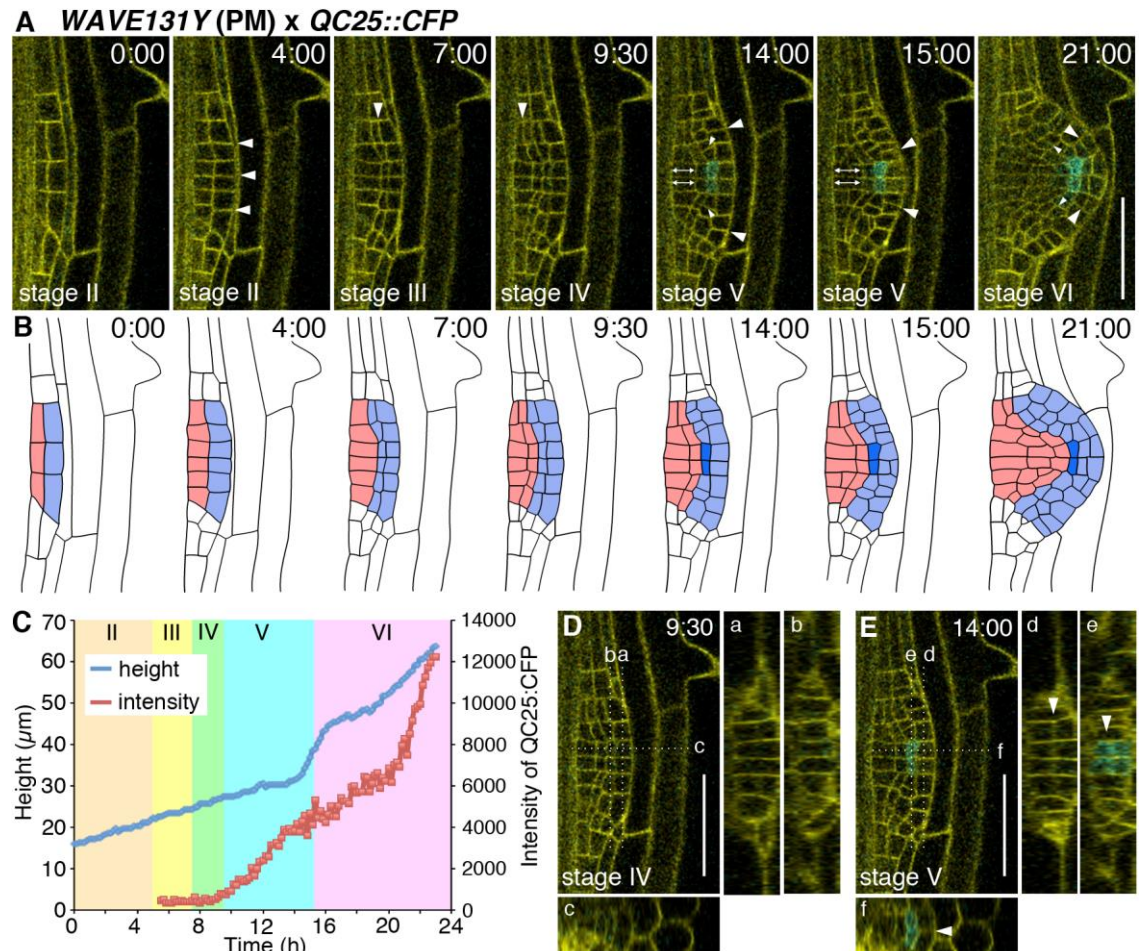 A WAVE131Y (PM) x QC25::CFP
0:00 4:00 7:00 9:30 14:00 15:00 21:00
stage II stage II stage III stage IV stage V stage V stage VI
B 0:00 4:00 7:00 9:30 14:00 15:00 21:00
C
70 60 50 40 30 20 10 0
Height (µm)
II III IV V VI
height
intensity
14000 12000 10000 8000 6000 4000 2000 0
Intensity of QC25:CFP
0 4 8 12 16 20 24
Time (h)
D 9:30
b a
c
stage IV
a
b
c
E 14:00
e d
f
stage V
d
e
f